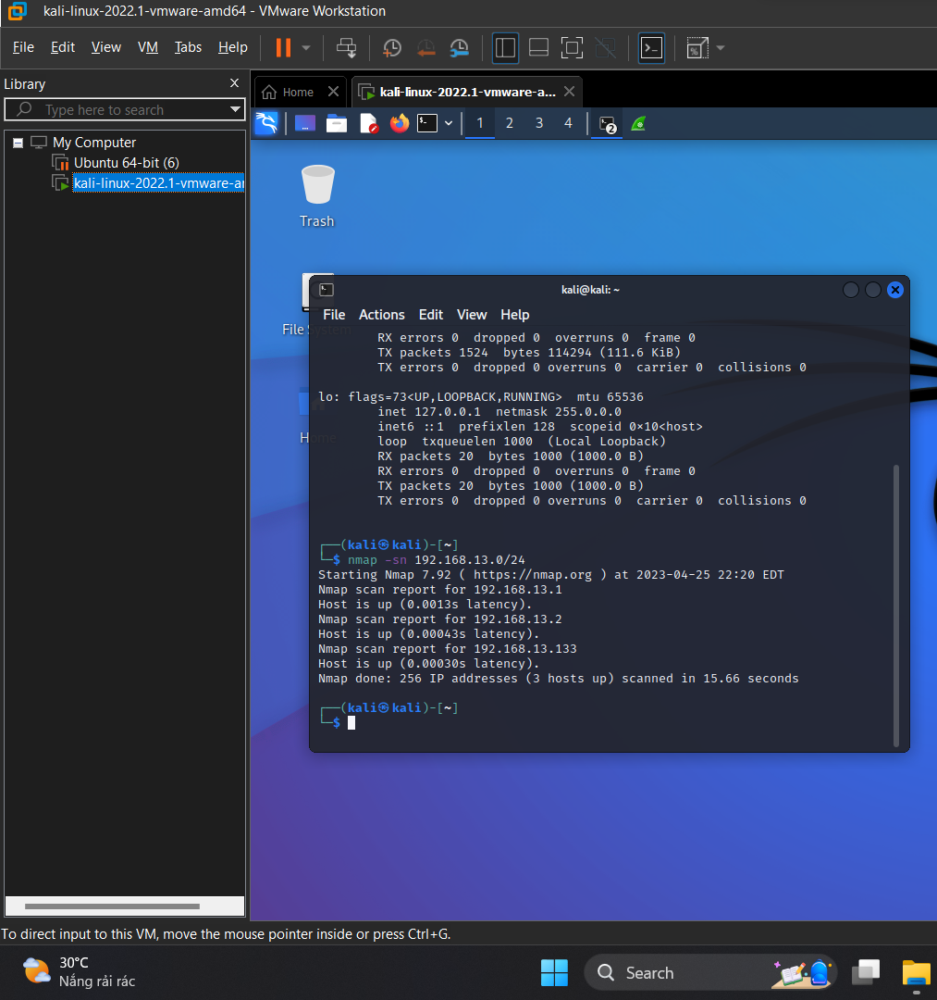 kali-linux-2022.1-vmware-amd64 - VMware Workstation
File Edit View VM Tabs Help
Library
Type here to search
Home
kali-linux-2022.1-vmware-a...
1 2 3 4
2
My Computer
Ubuntu 64-bit (6)
kali-linux-2022.1-vmware-a
Trash
File System
Home
kali@kali: ~
File Actions Edit View Help
RX errors 0 dropped 0 overruns 0 frame 0
TX packets 1524 bytes 114294 (111.6 KiB)
TX errors 0 dropped 0 overruns 0 carrier 0 collisions 0
lo: flags=73<UP,LOOPBACK,RUNNING> mtu 65536
inet 127.0.0.1 netmask 255.0.0.0
inet6 ::1 prefixlen 128 scopeid 0×10<host>
loop txqueuelen 1000 (Local Loopback)
RX packets 20 bytes 1000 (1000.0 B)
RX errors 0 dropped 0 overruns 0 frame 0
TX packets 20 bytes 1000 (1000.0 B)
TX errors 0 dropped 0 overruns 0 carrier 0 collisions 0
┌──(kali㉿kali)-[~]
└─$ nmap -sn 192.168.13.0/24
Starting Nmap 7.92 ( https://nmap.org ) at 2023-04-25 22:20 EDT
Nmap scan report for 192.168.13.1
Host is up (0.0013s latency).
Nmap scan report for 192.168.13.2
Host is up (0.00043s latency).
Nmap scan report for 192.168.13.133
Host is up (0.00030s latency).
Nmap done: 256 IP addresses (3 hosts up) scanned in 15.66 seconds
┌──(kali㉿kali)-[~]
└─$
To direct input to this VM, move the mouse pointer inside or press Ctrl+G.
30°C
Nắng rải rác
Search